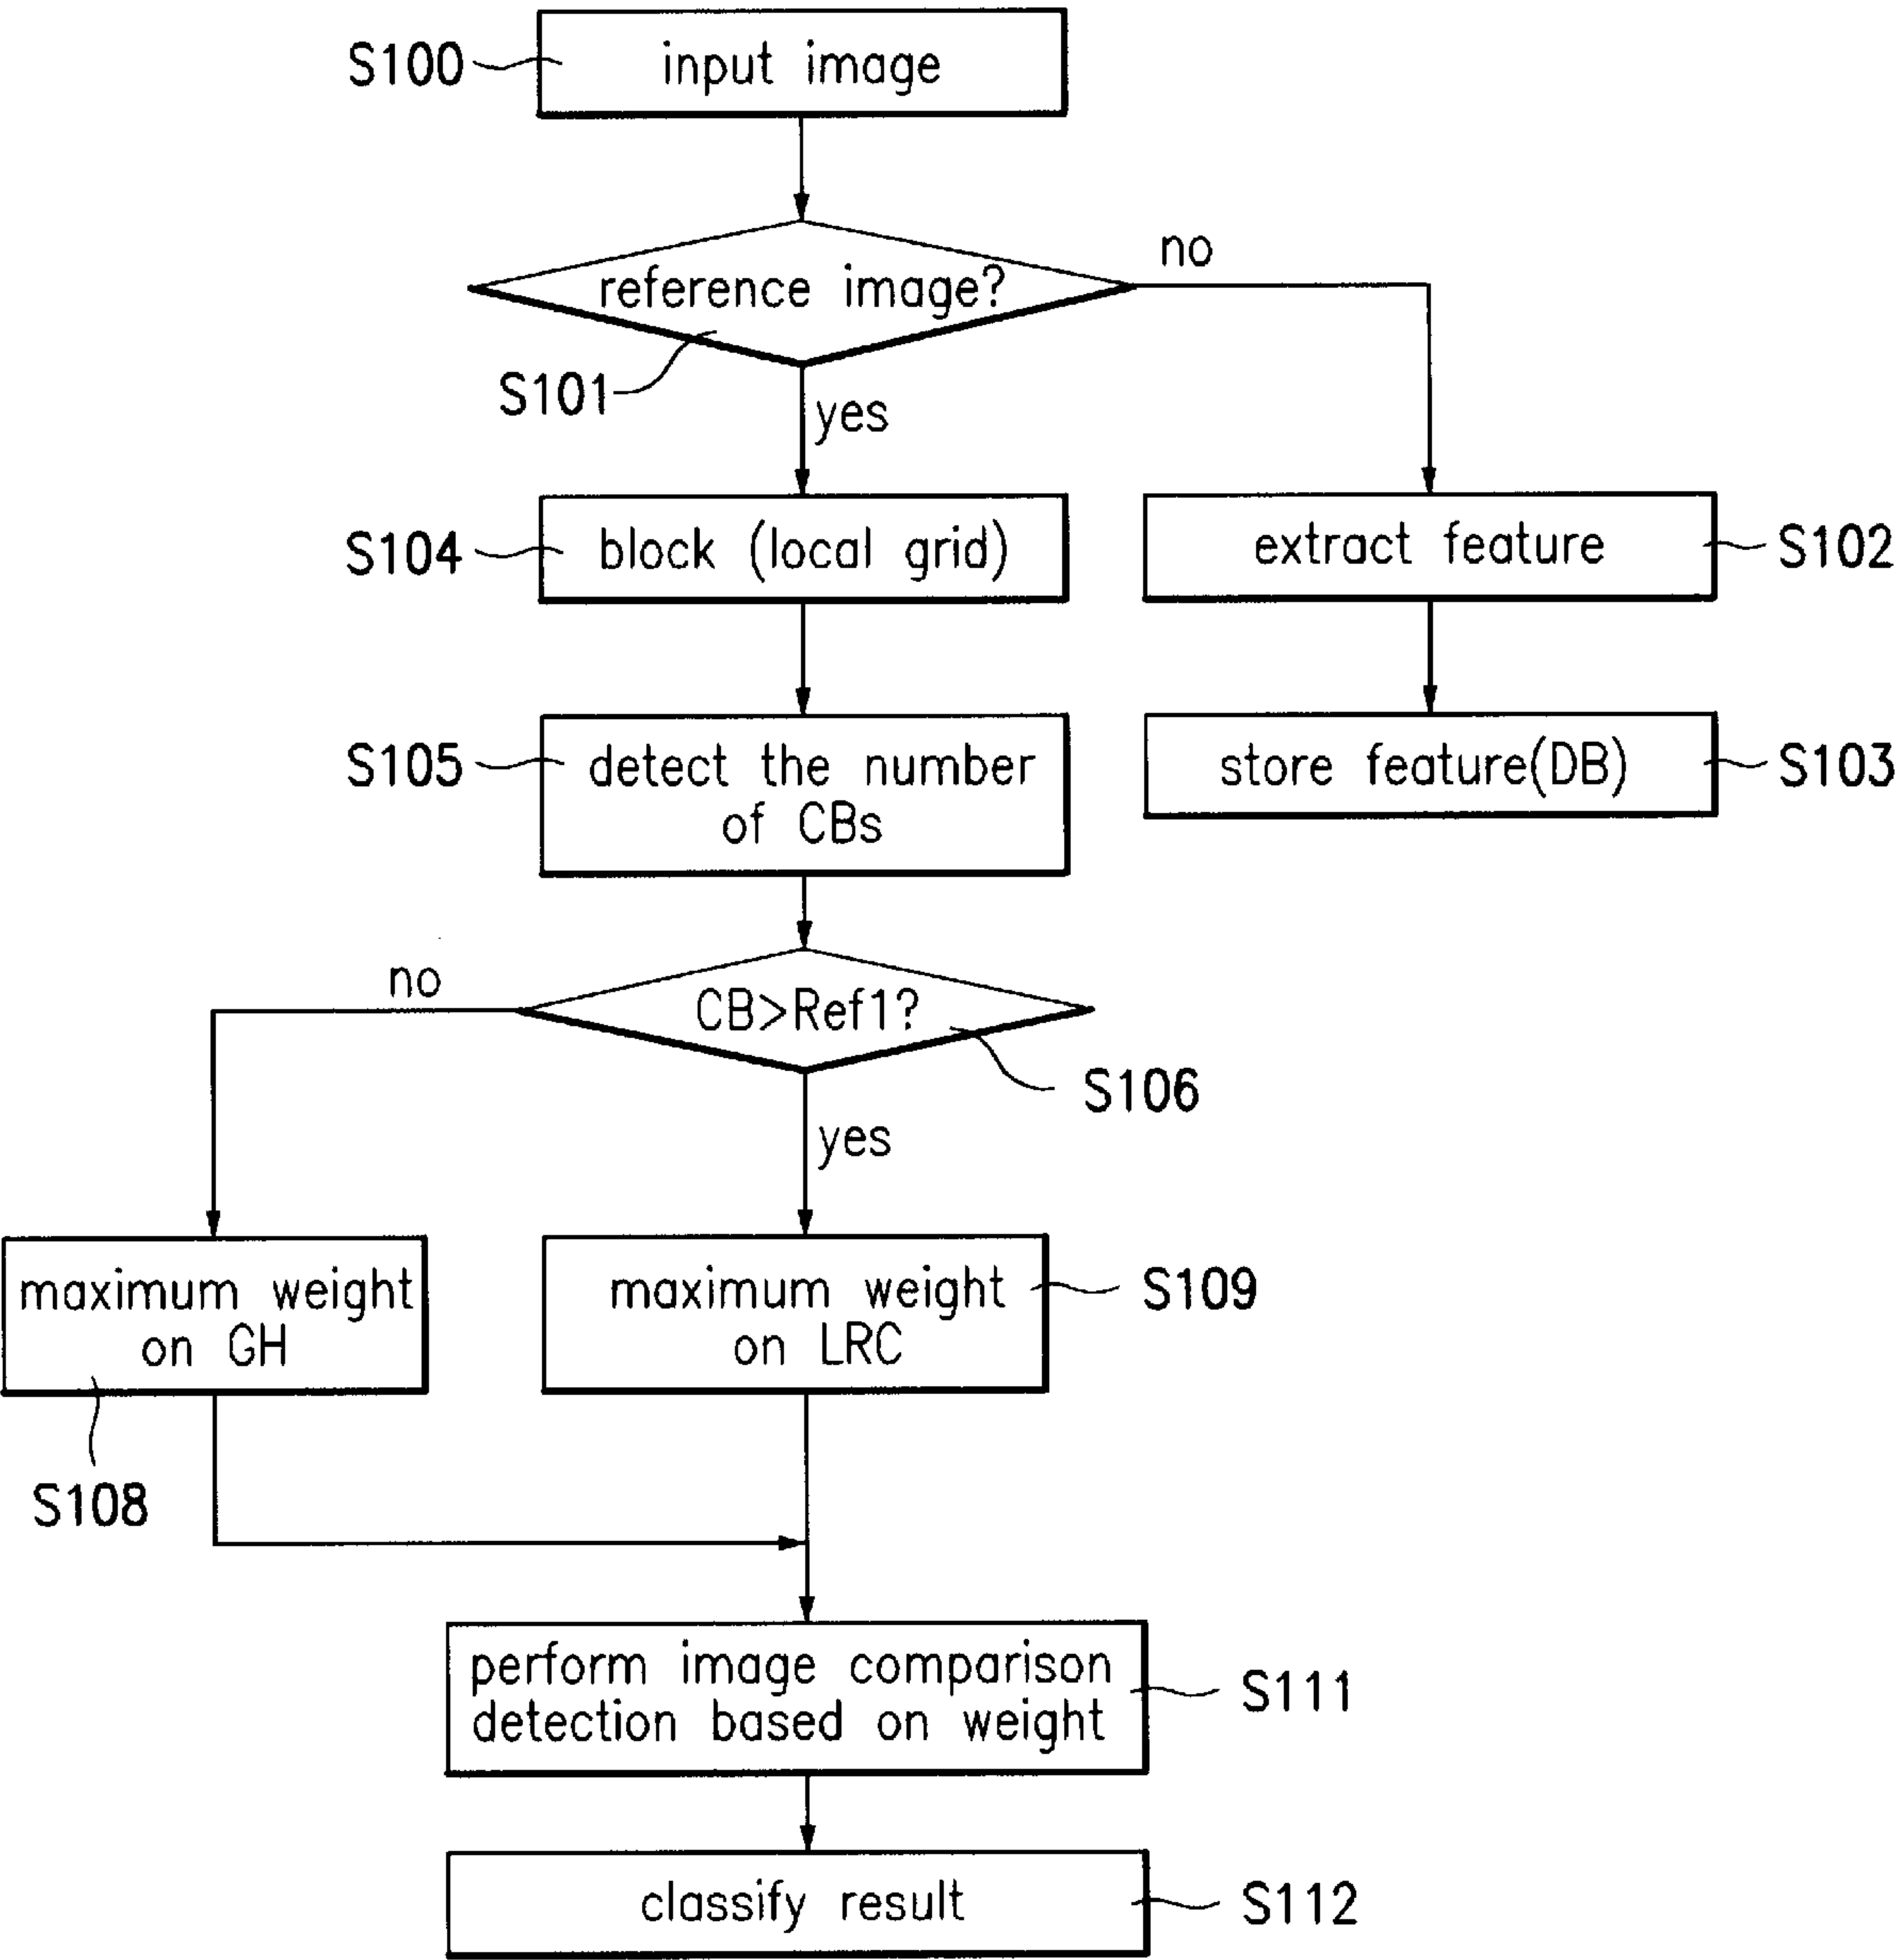 S100
input image
no
reference image?
S101
yes
S104
block (local grid)
extract feature
S102
S105
detect the number
of CBs
store feature(DB)
S103
no
CB>Ref1?
S106
yes
maximum weight
on GH
maximum weight
on LRC
S109
S108
perform image comparison
detection based on weight
S111
classify result
S112